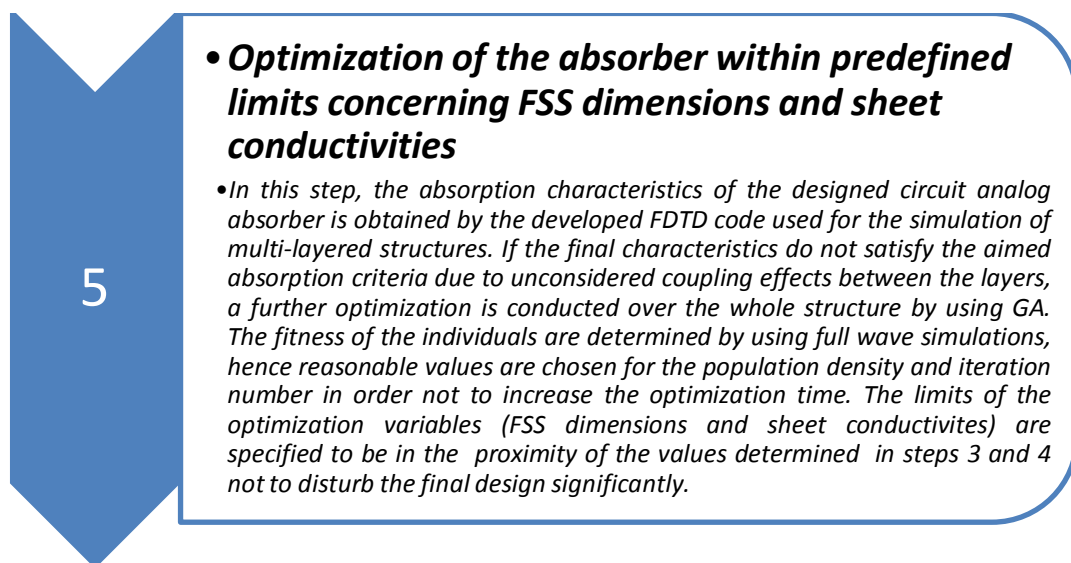 5
• Optimization of the absorber within predefined
limits concerning FSS dimensions and sheet
conductivities
•In this step, the absorption characteristics of the designed circuit analog
absorber is obtained by the developed FDTD code used for the simulation of
multi-layered structures. If the final characteristics do not satisfy the aimed
absorption criteria due to unconsidered coupling effects between the layers,
a further optimization is conducted over the whole structure by using GA.
The fitness of the individuals are determined by using full wave simulations,
hence reasonable values are chosen for the population density and iteration
number in order not to increase the optimization time. The limits of the
optimization variables (FSS dimensions and sheet conductivites) are
specified to be in the proximity of the values determined in steps 3 and 4
not to disturb the final design significantly.